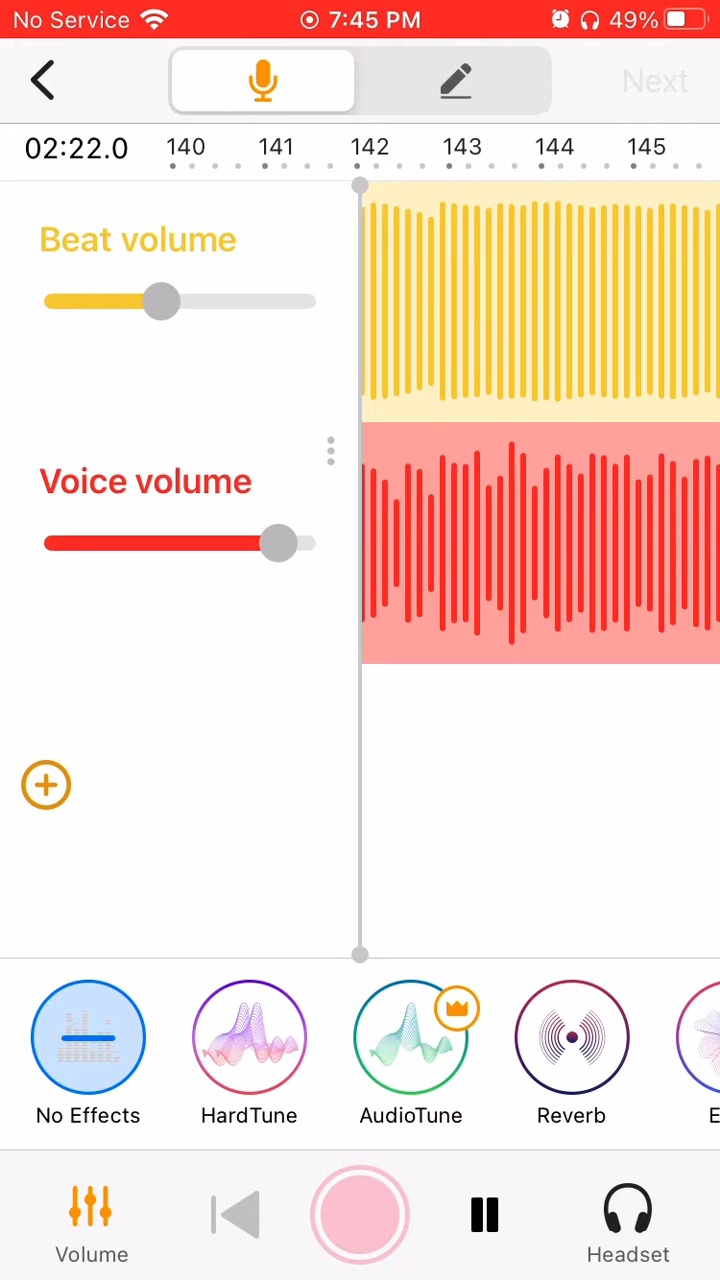 No Service 7:45 PM 49%
Next
02:22.0 140 141 142 143 144 145
Beat volume
Voice volume
No Effects HardTune AudioTune Reverb E
Volume Headset